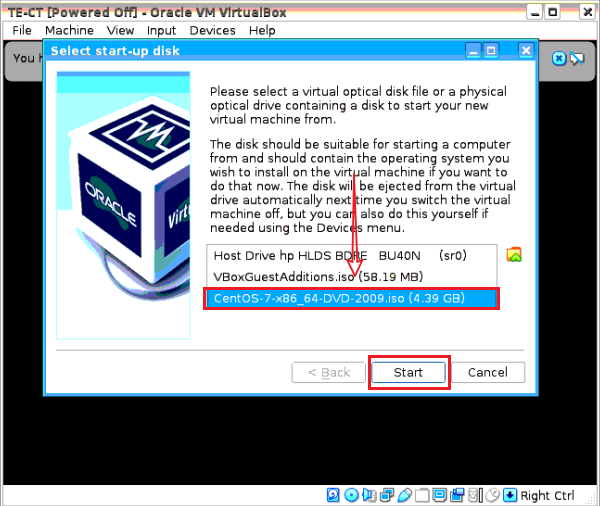 TE-CT [Powered Off] - Oracle VM VirtualBox
File Machine View Input Devices Help
You h
Select start-up disk
Please select a virtual optical disk file or a physical
optical drive containing a disk to start your new
virtual machine from.
The disk should be suitable for starting a computer
from and should contain the operating system you
wish to install on the virtual machine if you want to
do that now. The disk will be ejected from the virtual
drive automatically next time you switch the virtual
machine off, but you can also do this yourself if
needed using the Devices menu.
ORACLE
Virt
Host Drive hp HLDS BDRE BU40N (sr0)
VBoxGuestAdditions.iso (58.19 MB)
CentOS-7-x86_64-DVD-2009.iso (4.39 GB)
< Back Start Cancel
Right Ctrl